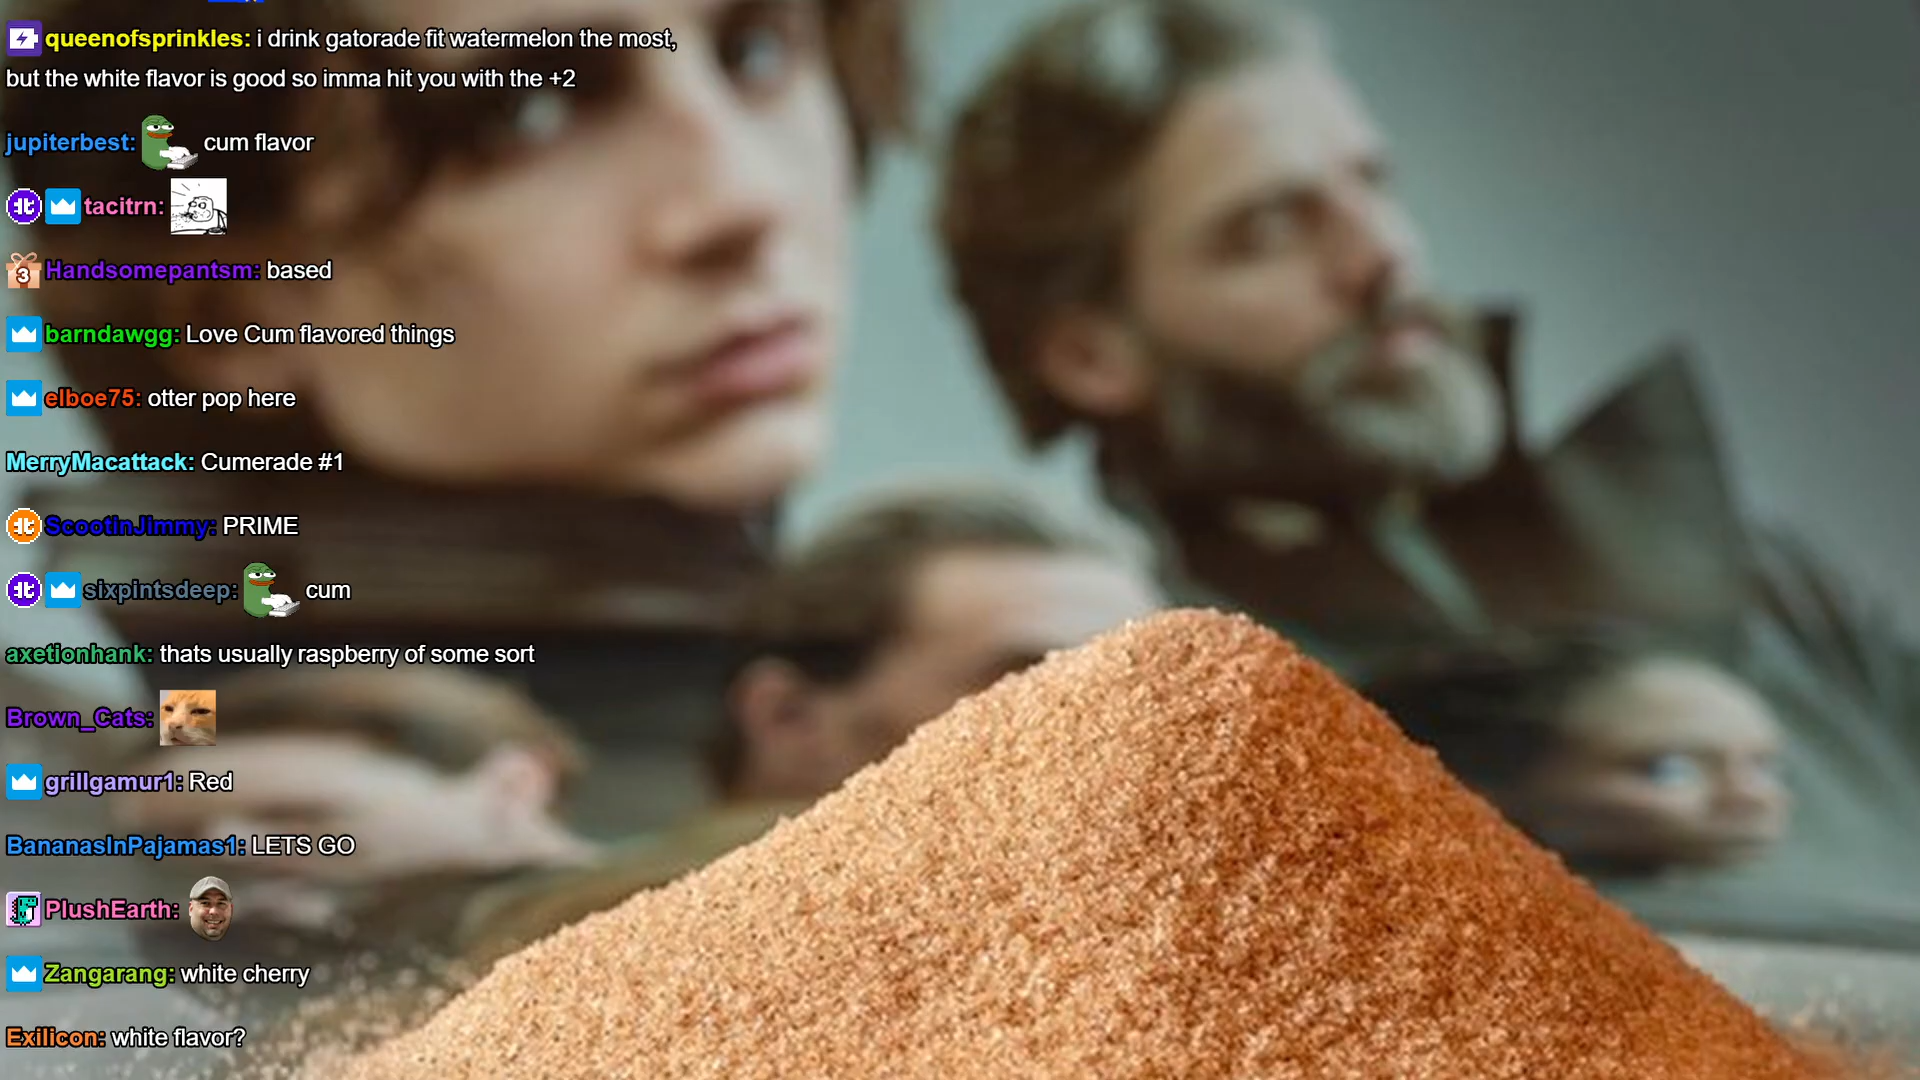 queenofsprinkles: i drink gatorade fit watermelon the most,
but the white flavor is good so imma hit you with the +2
jupiterbest: cum flavor
tacitrn:
3 Handsomepantsm: based
barndawgg: Love Cum flavored things
elboe75: otter pop here
MerryMacattack: Cumerade #1
ScootinJimmy: PRIME
sixpintsdeep: cum
axetionhank: thats usually raspberry of some sort
Brown_Cats:
grillgamur1: Red
BananasInPajamas1: LETS GO
PlushEarth:
Zangarang: white cherry
Exilicon: white flavor?